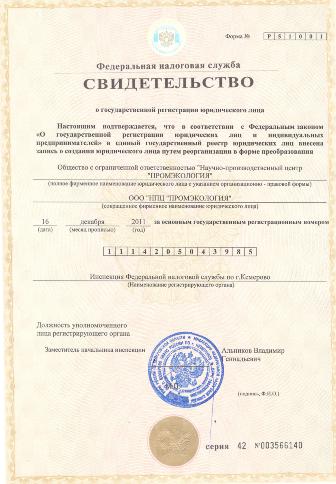 Форма № Р 5 1 0 0 1
Федеральная налоговая служба
СВИДЕТЕЛЬСТВО
о государственной регистрации юридического лица
Настоящим подтверждается, что в соответствии с Федеральным законом
«О государственной регистрации юридических лиц и индивидуальных
предпринимателей» в единый государственный реестр юридических лиц внесена
запись о создании юридического лица путем реорганизации в форме преобразования
Общество с ограниченной ответственностью "Научно-производственный центр
"ПРОМЭКОЛОГИЯ"
(полное фирменное наименование юридического лица с указанием организационно - правовой формы)
ООО "НПЦ "ПРОМЭКОЛОГИЯ"
(сокращенное фирменное наименование юридического лица)
16 декабря 2011 за основным государственным регистрационным номером
(дата) (месяц прописью) (год)
1 1 1 4 2 0 5 0 4 3 9 8 5
Инспекция Федеральной налоговой службы по г.Кемерово
(Наименование регистрирующего органа)
Должность уполномоченного
лица регистрирующего органа
Заместитель начальника инспекции Альников Владимир
Геннадьевич
(подпись, Ф.И.О.)
серия 42 №003566140